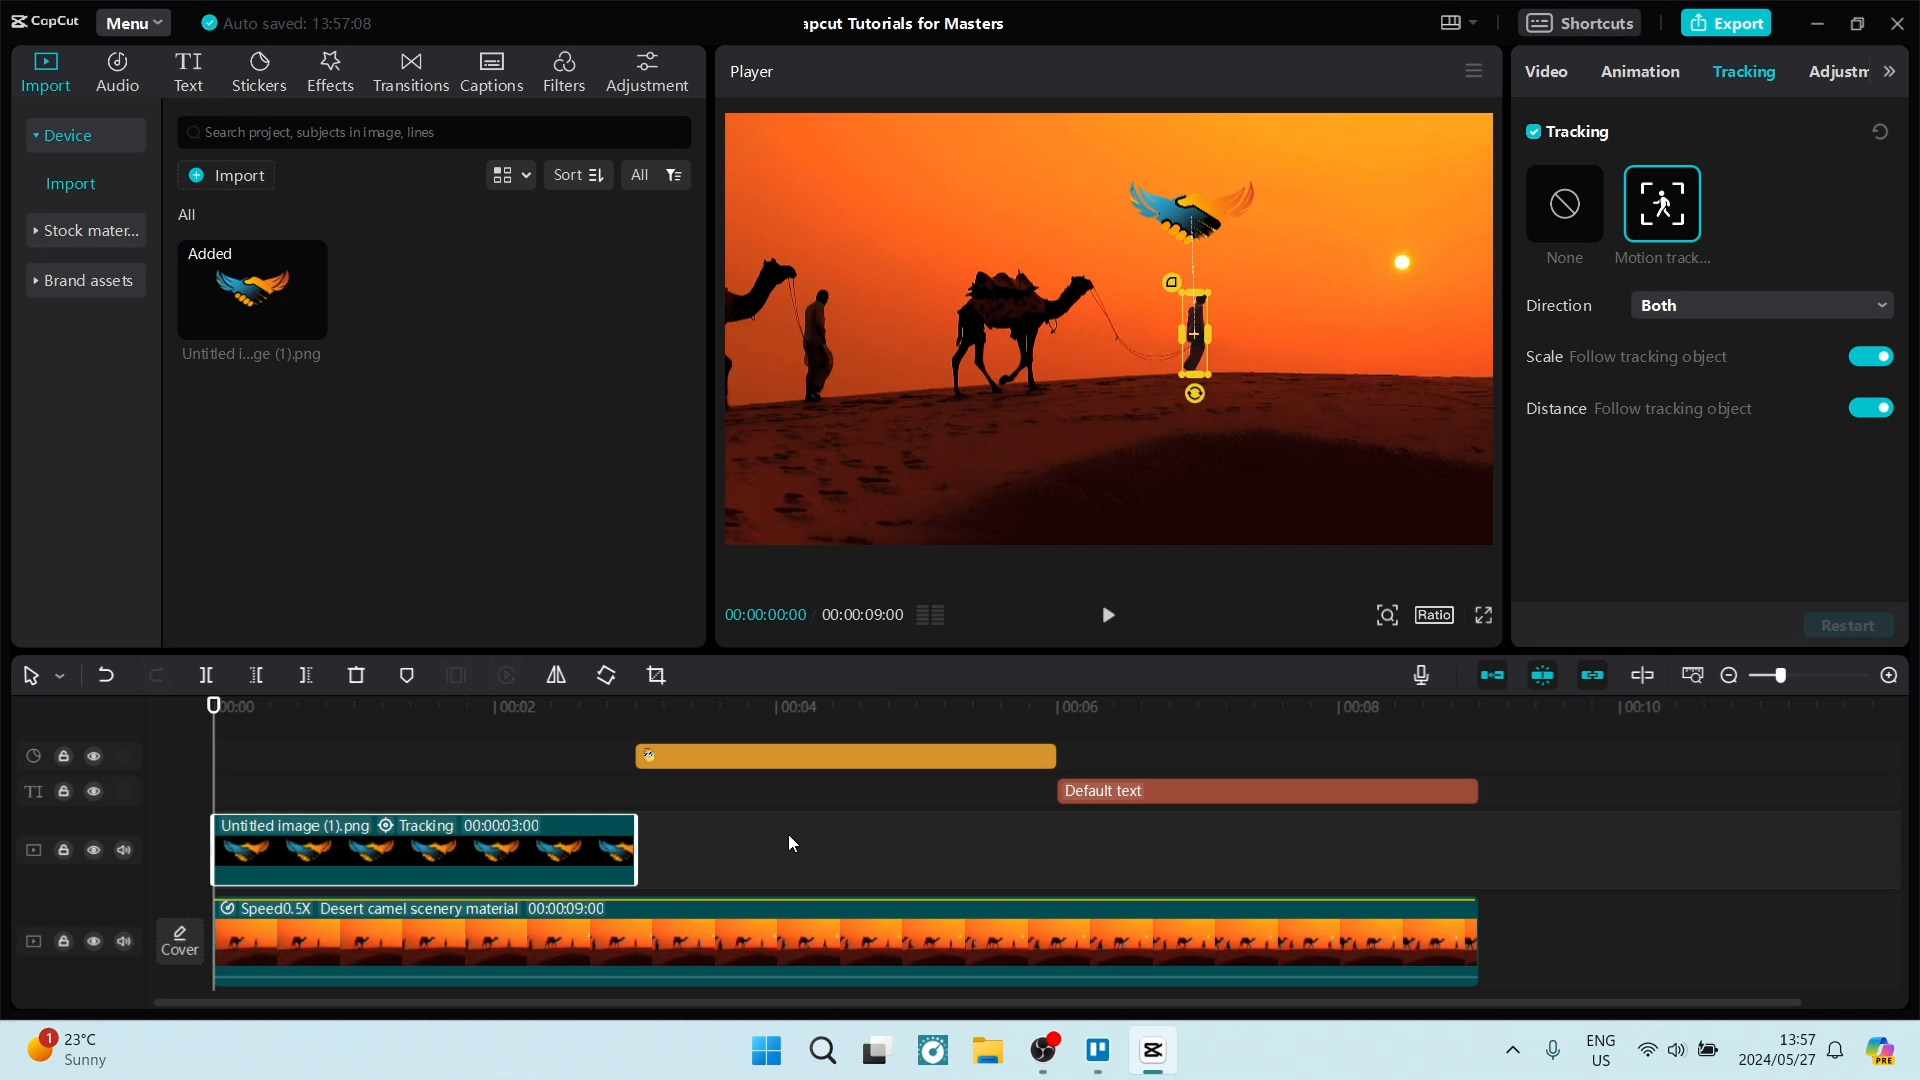 CapCut
Menu
Auto saved: 13:57:08
apcut Tutorials for Masters
Shortcuts
Export
Import
Audio
TI
Text
Stickers
Effects
Transitions
Captions
Filters
Adjustment
Device
Import
Stock mater...
Brand assets
Search project, subjects in image, lines
Import
Sort
All
All
Added
Untitled i...ge (1).png
Player
00:00:00:00
00:00:09:00
Ratio
Video
Animation
Tracking
Adjustm
Tracking
None
Motion track...
Direction
Both
Scale Follow tracking object
Distance Follow tracking object
Restart
00:00
00:02
00:04
00:06
00:08
00:10
TI
Default text
Untitled image (1).png Tracking 00:00:03:00
Cover
Speed0.5X Desert camel scenery material 00:00:09:00
1
23°C
Sunny
ENG
US
13:57
2024/05/27
PRE